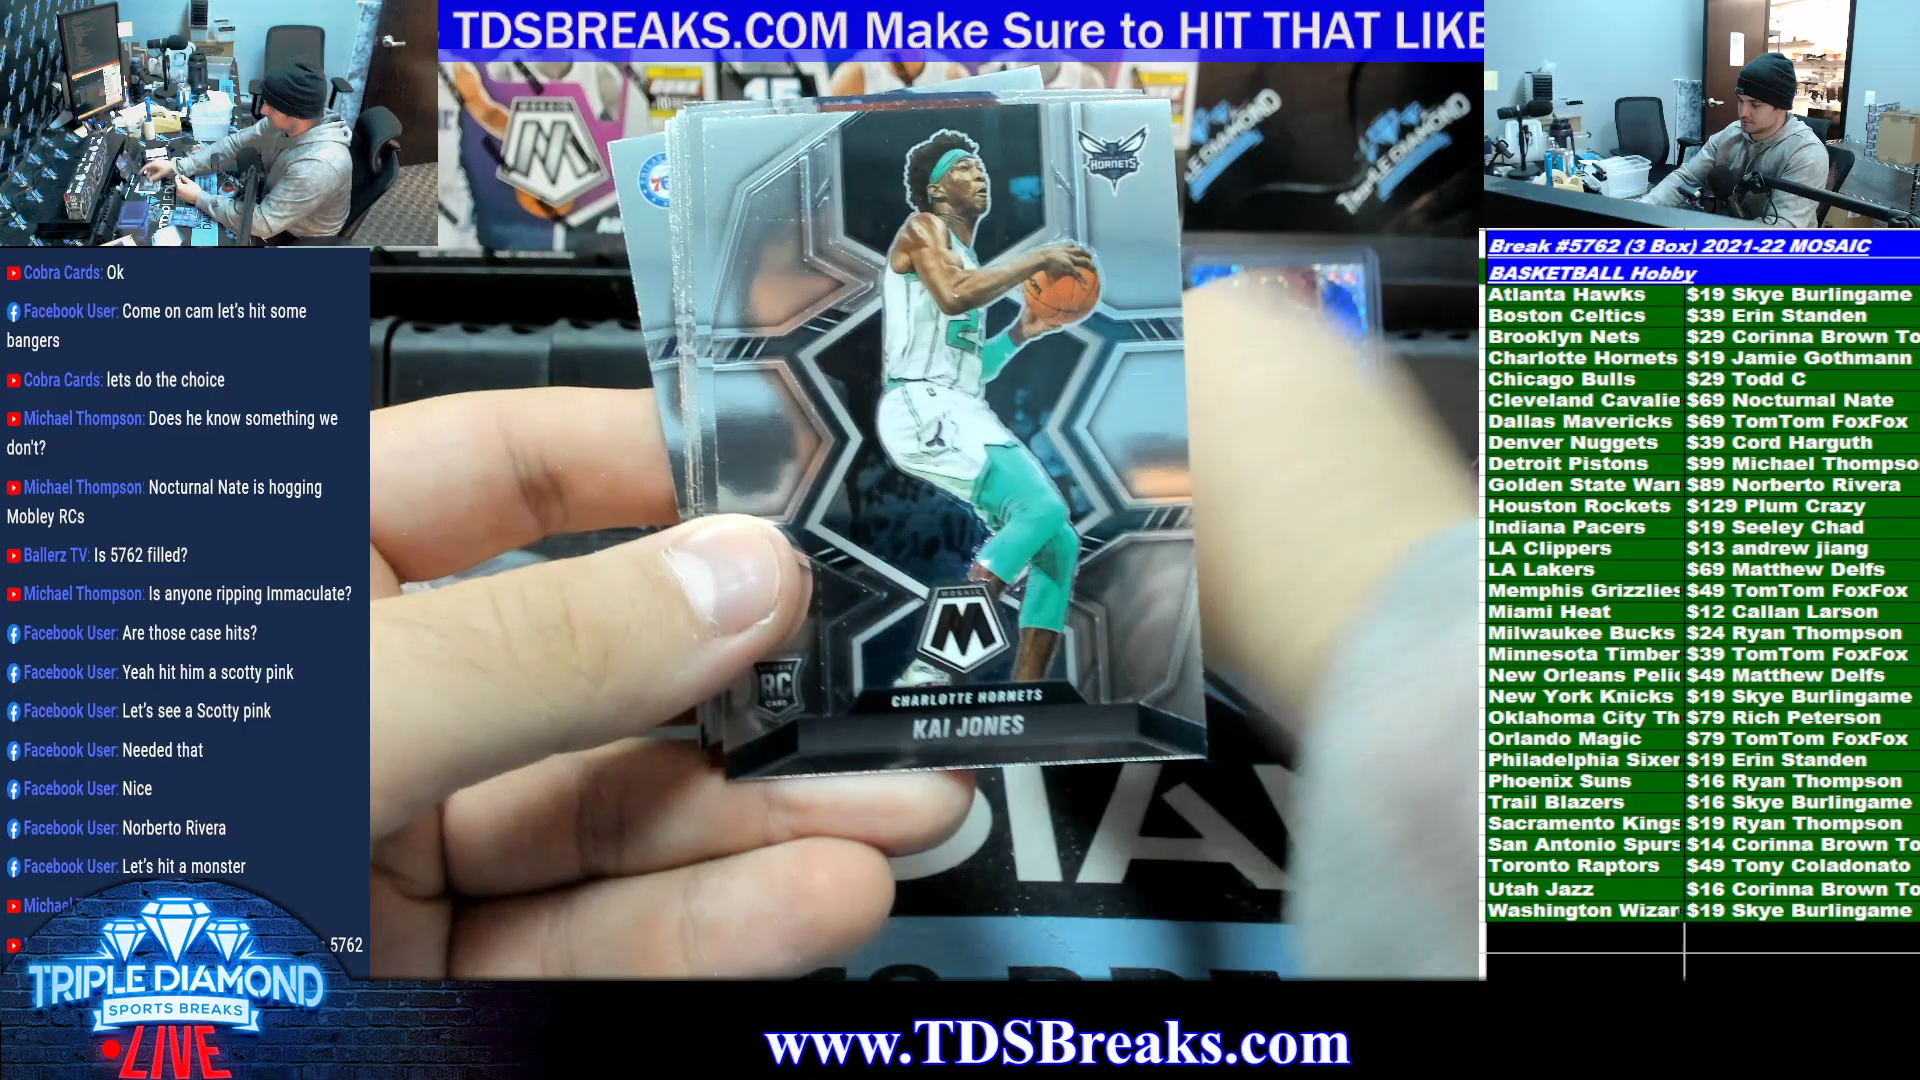 TDSBREAKS.COM Make Sure to HIT THAT LIKE
Cobra Cards: Ok
Facebook User: Come on cam let's hit some
bangers
Cobra Cards: lets do the choice
Michael Thompson: Does he know something we
don't?
Michael Thompson: Nocturnal Nate is hogging
Mobley RCs
Ballerz TV: Is 5762 filled?
Michael Thompson: Is anyone ripping Immaculate?
Facebook User: Are those case hits?
Facebook User: Yeah hit him a scotty pink
Facebook User: Let's see a Scotty pink
Facebook User: Needed that
Facebook User: Nice
Facebook User: Norberto Rivera
Facebook User: Let's hit a monster
Michael
5762
TRIPLE DIAMOND
SPORTS BREAKS
LIVE
MOSAIC
M
TRIPLE DIAMOND
TRIPLE DIAMOND
76
HORNETS
2
MOSAIC
M
RC
CARD
CHARLOTTE HORNETS
KAI JONES
Break #5762 (3 Box) 2021-22 MOSAIC
BASKETBALL Hobby
Atlanta Hawks $19 Skye Burlingame
Boston Celtics $39 Erin Standen
Brooklyn Nets $29 Corinna Brown To
Charlotte Hornets $19 Jamie Gothmann
Chicago Bulls $29 Todd C
Cleveland Cavalie $69 Nocturnal Nate
Dallas Mavericks $69 TomTom FoxFox
Denver Nuggets $39 Cord Harguth
Detroit Pistons $99 Michael Thompso
Golden State Warr $89 Norberto Rivera
Houston Rockets $129 Plum Crazy
Indiana Pacers $19 Seeley Chad
LA Clippers $13 andrew jiang
LA Lakers $69 Matthew Delfs
Memphis Grizzlies $49 TomTom FoxFox
Miami Heat $12 Callan Larson
Milwaukee Bucks $24 Ryan Thompson
Minnesota Timber $39 TomTom FoxFox
New Orleans Peli $49 Matthew Delfs
New York Knicks $19 Skye Burlingame
Oklahoma City Th $79 Rich Peterson
Orlando Magic $79 TomTom FoxFox
Philadelphia Sixer $19 Erin Standen
Phoenix Suns $16 Ryan Thompson
Trail Blazers $16 Skye Burlingame
Sacramento Kings $19 Ryan Thompson
San Antonio Spurs $14 Corinna Brown To
Toronto Raptors $49 Tony Coladonato
Utah Jazz $16 Corinna Brown To
Washington Wizar $19 Skye Burlingame
www.TDSBreaks.com